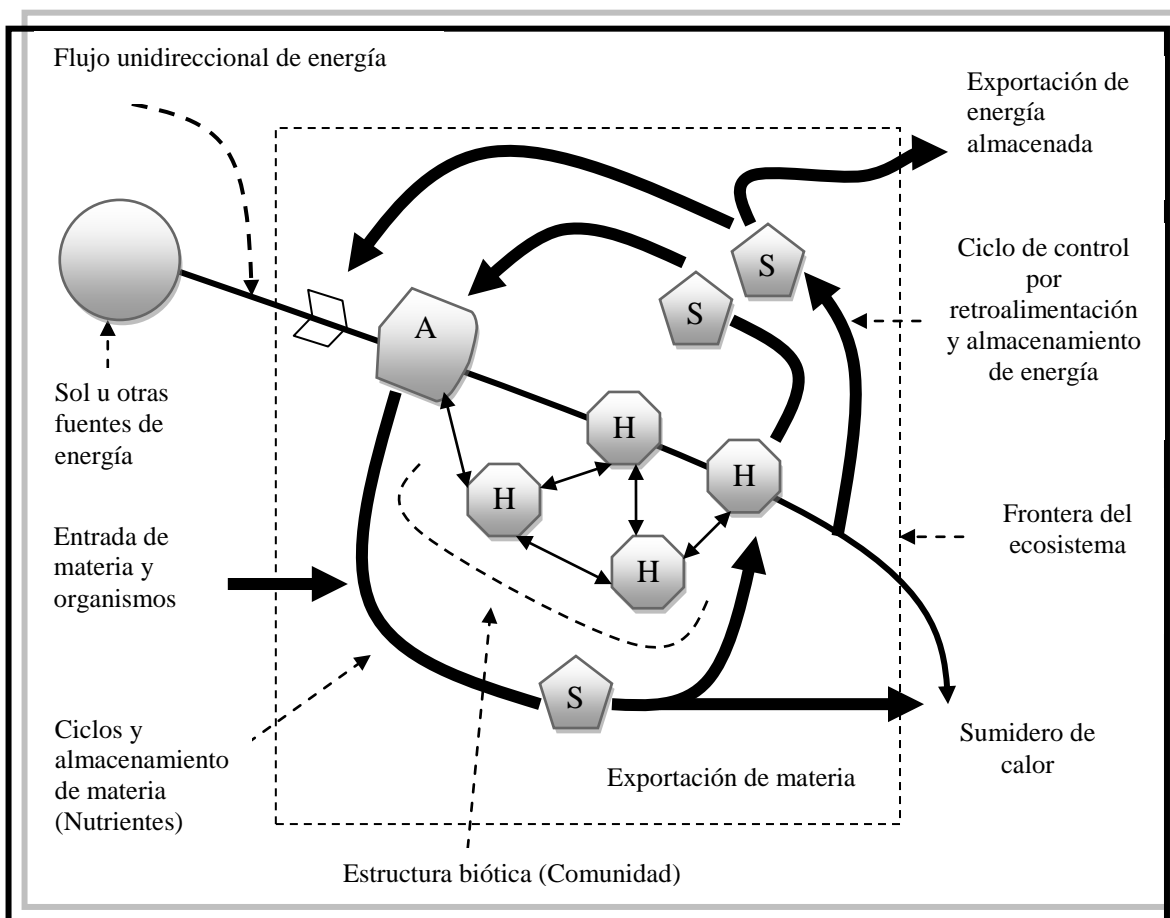 Flujo unidireccional de energía
Exportación de
energía
almacenada
S
Ciclo de control
por
retroalimentación
y almacenamiento
de energía
S
A
Sol u otras
fuentes de
energía
H
H
H
Entrada de
materia y
organismos
Frontera del
ecosistema
H
S
Ciclos y
almacenamiento
de materia
(Nutrientes)
Sumidero de
calor
Exportación de materia
Estructura biótica (Comunidad)